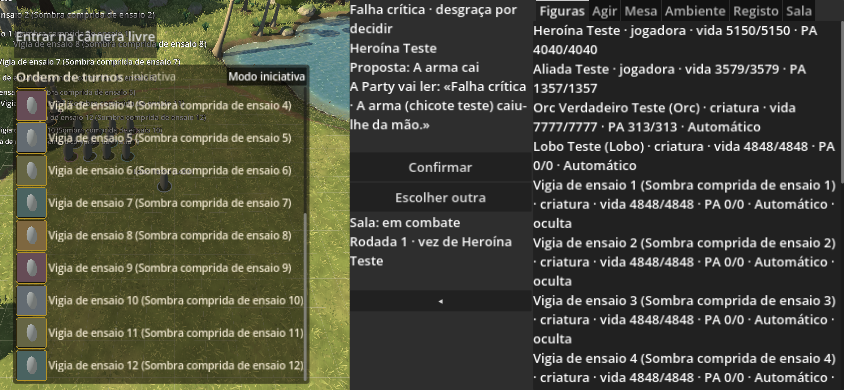 Entrar na câmera livre
Vigia de ensaio 8 (Sombra comprida de ensaio 8)
Ordem de turnos
iniciativa
Modo iniciativa
Vigia de ensaio 4 (Sombra comprida de ensaio 4)
Vigia de ensaio 5 (Sombra comprida de ensaio 5)
Vigia de ensaio 6 (Sombra comprida de ensaio 6)
Vigia de ensaio 7 (Sombra comprida de ensaio 7)
Vigia de ensaio 8 (Sombra comprida de ensaio 8)
Vigia de ensaio 9 (Sombra comprida de ensaio 9)
Vigia de ensaio 10 (Sombra comprida de ensaio 10)
Vigia de ensaio 11 (Sombra comprida de ensaio 11)
Vigia de ensaio 12 (Sombra comprida de ensaio 12)
Falha crítica · desgraça por
decidir
Heroína Teste
Proposta: A arma cai
A Party vai ler: «Falha crítica
· A arma (chicote teste) caiu-
lhe da mão.»
Confirmar
Escolher outra
Sala: em combate
Rodada 1 · vez de Heroína
Teste
Figuras Agir Mesa Ambiente Registo Sala
Heroína Teste · jogadora · vida 5150/5150 · PA
4040/4040
Aliada Teste · jogadora · vida 3579/3579 · PA
1357/1357
Orc Verdadeiro Teste (Orc) · criatura · vida
7777/7777 · PA 313/313 · Automático
Lobo Teste (Lobo) · criatura · vida 4848/4848 · PA
0/0 · Automático
Vigia de ensaio 1 (Sombra comprida de ensaio 1)
· criatura · vida 4848/4848 · PA 0/0 · Automático ·
oculta
Vigia de ensaio 2 (Sombra comprida de ensaio 2)
· criatura · vida 4848/4848 · PA 0/0 · Automático ·
oculta
Vigia de ensaio 3 (Sombra comprida de ensaio 3)
· criatura · vida 4848/4848 · PA 0/0 · Automático ·
oculta
Vigia de ensaio 4 (Sombra comprida de ensaio 4)
· criatura · vida 4848/4848 · PA 0/0 · Automático ·